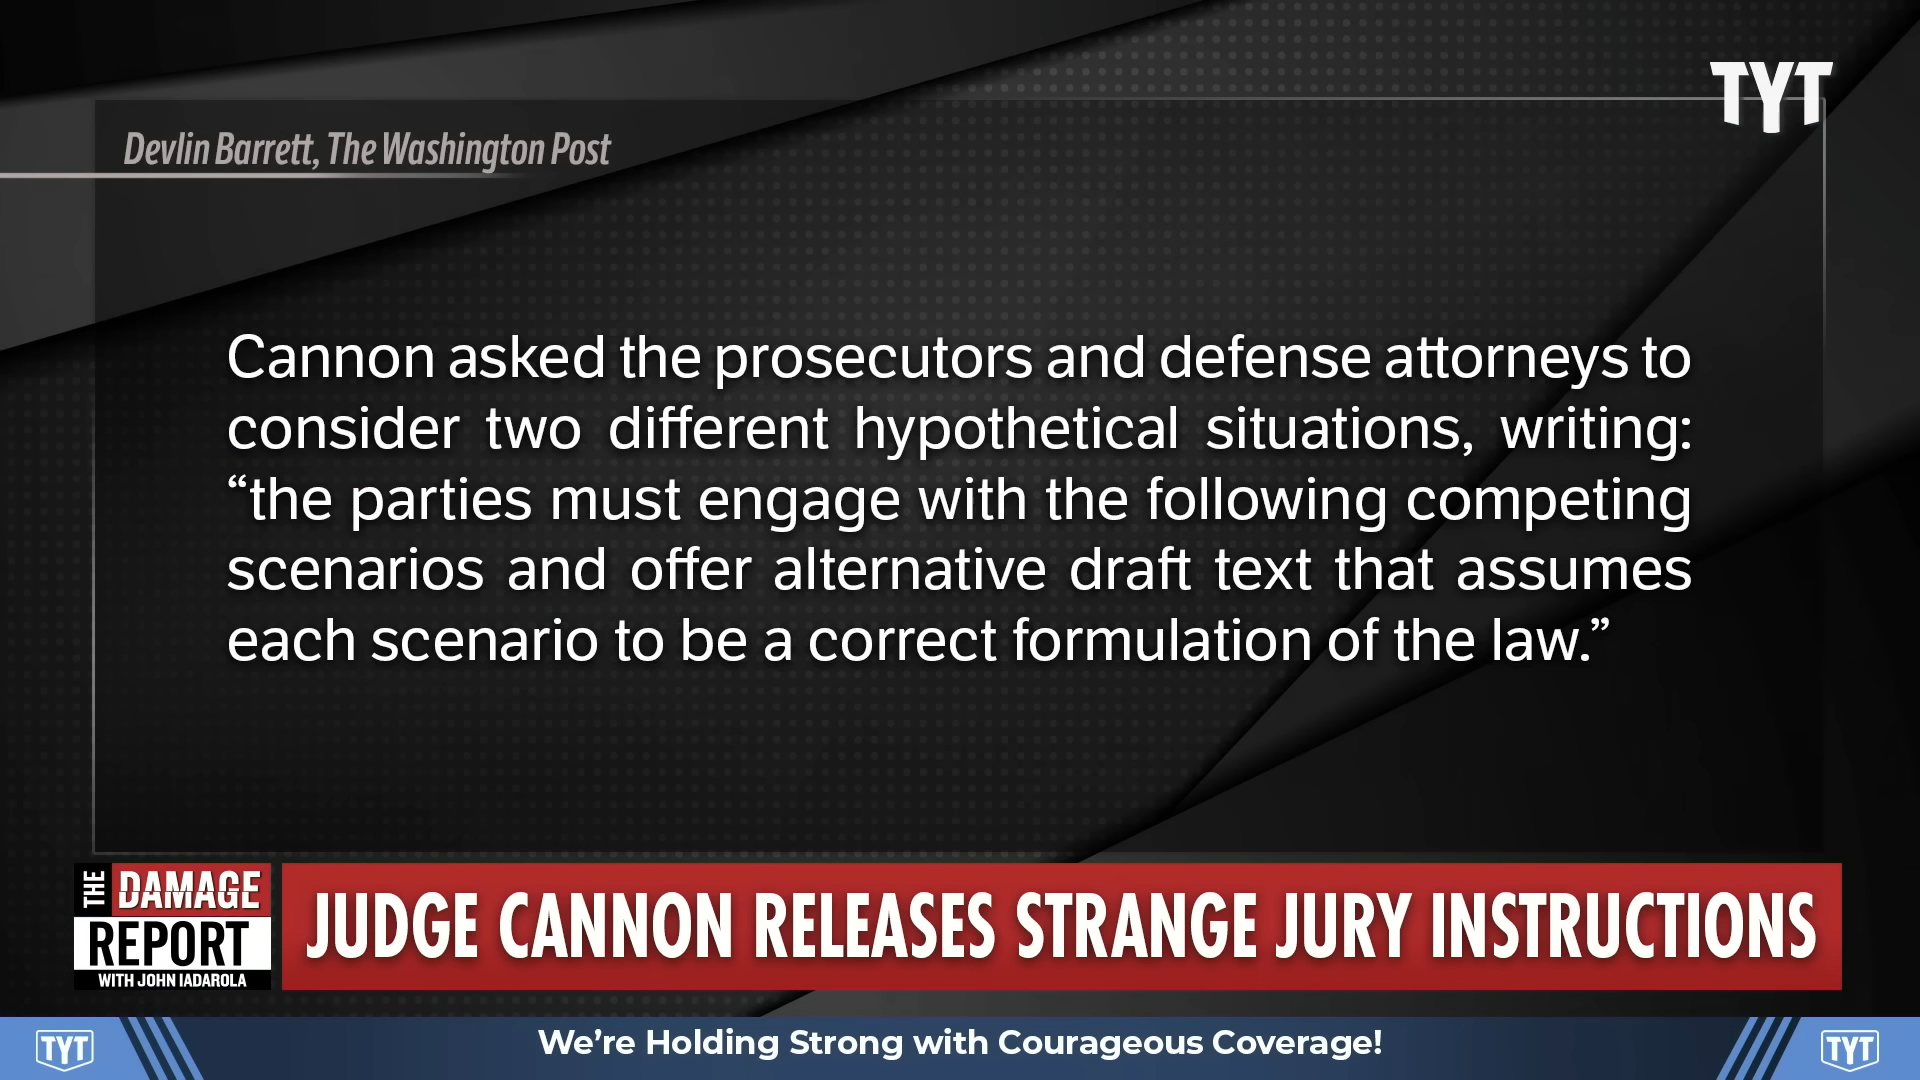 TYT
Devlin Barrett, The Washington Post
Cannon asked the prosecutors and defense attorneys to
consider two different hypothetical situations, writing:
“the parties must engage with the following competing
scenarios and offer alternative draft text that assumes
each scenario to be a correct formulation of the law.”
THE DAMAGE
REPORT
WITH JOHN IADAROLA
JUDGE CANNON RELEASES STRANGE JURY INSTRUCTIONS
TYT
We’re Holding Strong with Courageous Coverage!
TYT